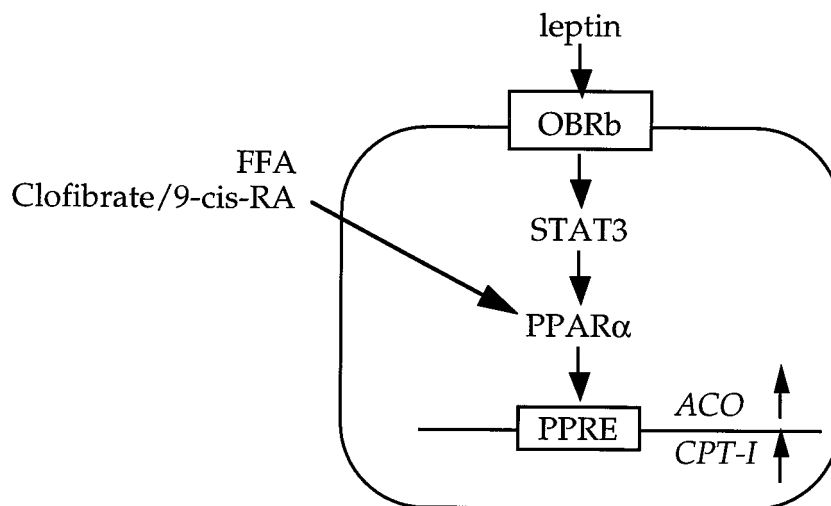 leptin
OBRb
FFA
Clofibrate/9-cis-RA
STAT3
PPARα
PPRE
ACO
CPT-I